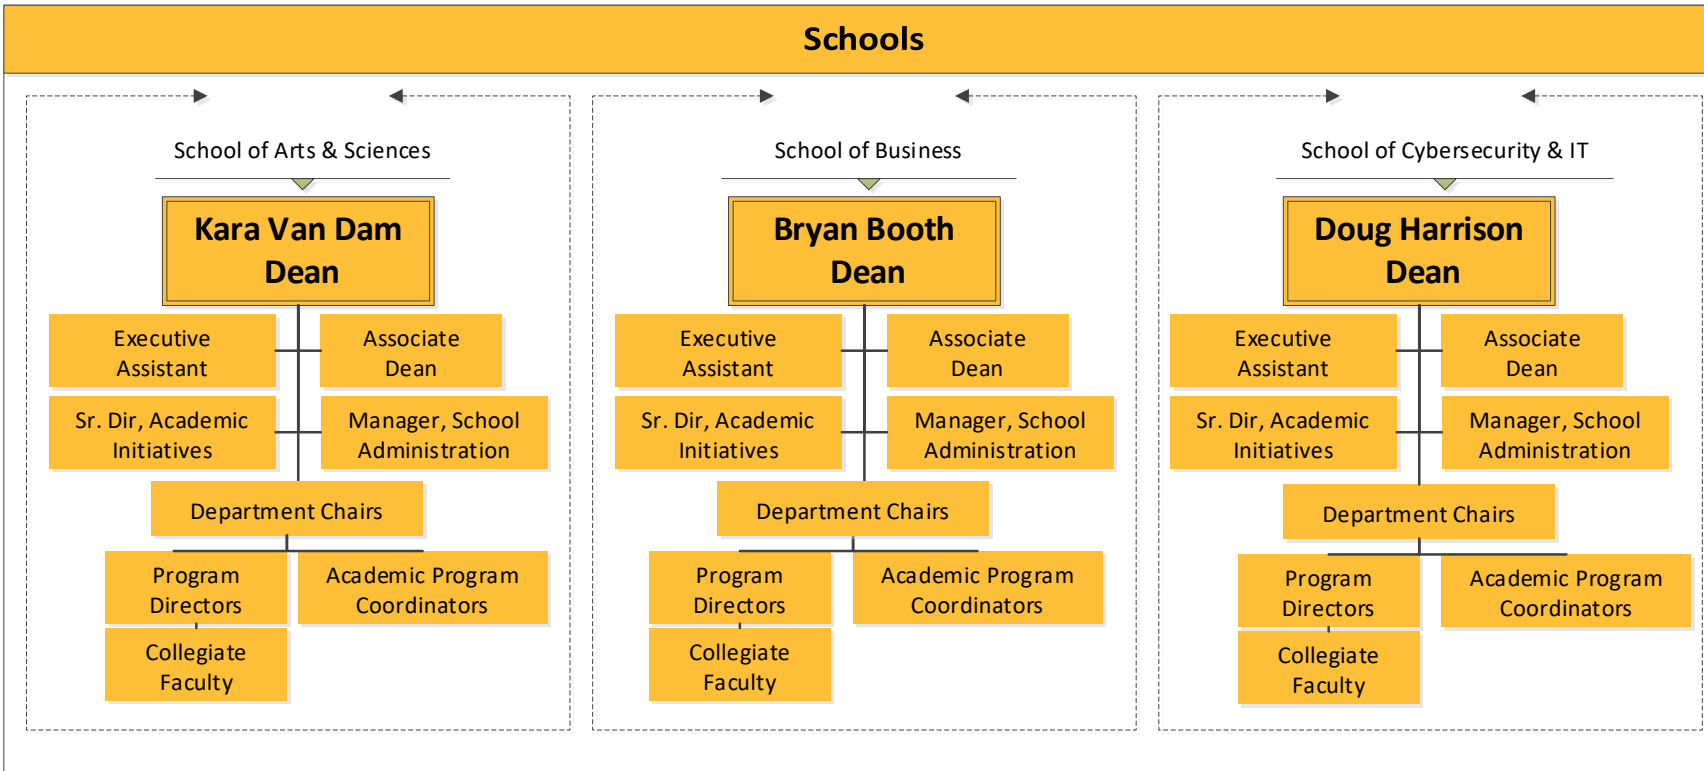 Schools
School of Arts & Sciences
Kara Van Dam
Dean
Executive
Assistant
Associate
Dean
Sr. Dir, Academic
Initiatives
Manager, School
Administration
Department Chairs
Program
Directors
Academic Program
Coordinators
Collegiate
Faculty
School of Business
Bryan Booth
Dean
Executive
Assistant
Associate
Dean
Sr. Dir, Academic
Initiatives
Manager, School
Administration
Department Chairs
Program
Directors
Academic Program
Coordinators
Collegiate
Faculty
School of Cybersecurity & IT
Doug Harrison
Dean
Executive
Assistant
Associate
Dean
Sr. Dir, Academic
Initiatives
Manager, School
Administration
Department Chairs
Program
Directors
Academic Program
Coordinators
Collegiate
Faculty